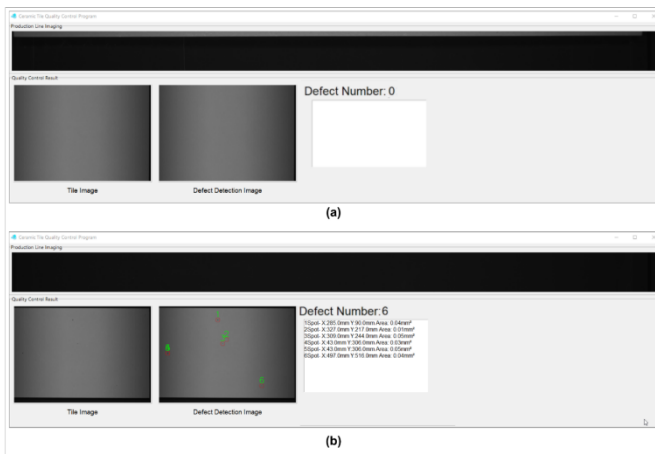 Ceramic Tile Quality Control Program
Production Line Imaging
Quality Control Result
Defect Number: 0
Tile Image
Defect Detection Image
(a)
Ceramic Tile Quality Control Program
Production Line Imaging
Quality Control Result
Defect Number:6
1Spot- X:285.0mm Y:90.0mm Area: 0.04mm²
2Spot- X:327.0mm Y:217.0mm Area: 0.01mm²
3Spot- X:309.0mm Y:244.0mm Area: 0.05mm²
4Spot- X:43.0mm Y:306.0mm Area: 0.03mm²
5Spot- X:43.0mm Y:306.0mm Area: 0.05mm²
6Spot- X:497.0mm Y:516.0mm Area: 0.04mm²
1
2
6
Tile Image
Defect Detection Image
(b)